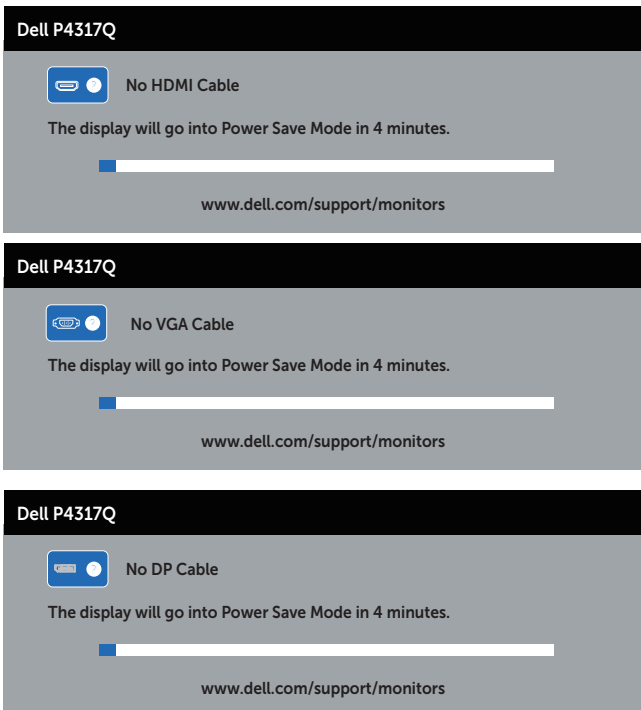 Dell P4317Q
No HDMI Cable
The display will go into Power Save Mode in 4 minutes.
www.dell.com/support/monitors
Dell P4317Q
No VGA Cable
The display will go into Power Save Mode in 4 minutes.
www.dell.com/support/monitors
Dell P4317Q
No DP Cable
The display will go into Power Save Mode in 4 minutes.
www.dell.com/support/monitors